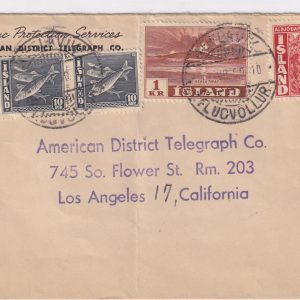 Protection Services
AN DISTRICT TELEGRAPH CO.
ISLAND 10
ISLAND 10
1 KR
ISLAND
ISLAND
FLUGVÖLLUR
American District Telegraph Co.
745 So. Flower St. Rm. 203
Los Angeles 17, California